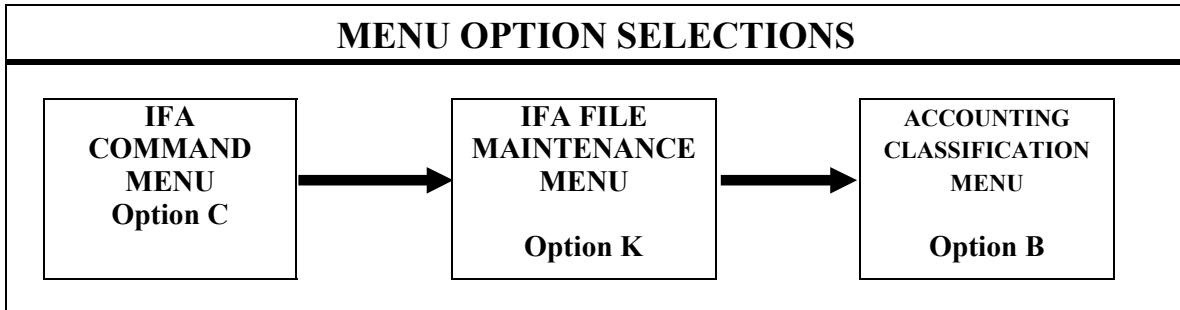 MENU OPTION SELECTIONS
IFA
COMMAND
MENU
Option C
IFA FILE
MAINTENANCE
MENU
Option K
ACCOUNTING
CLASSIFICATION
MENU
Option B